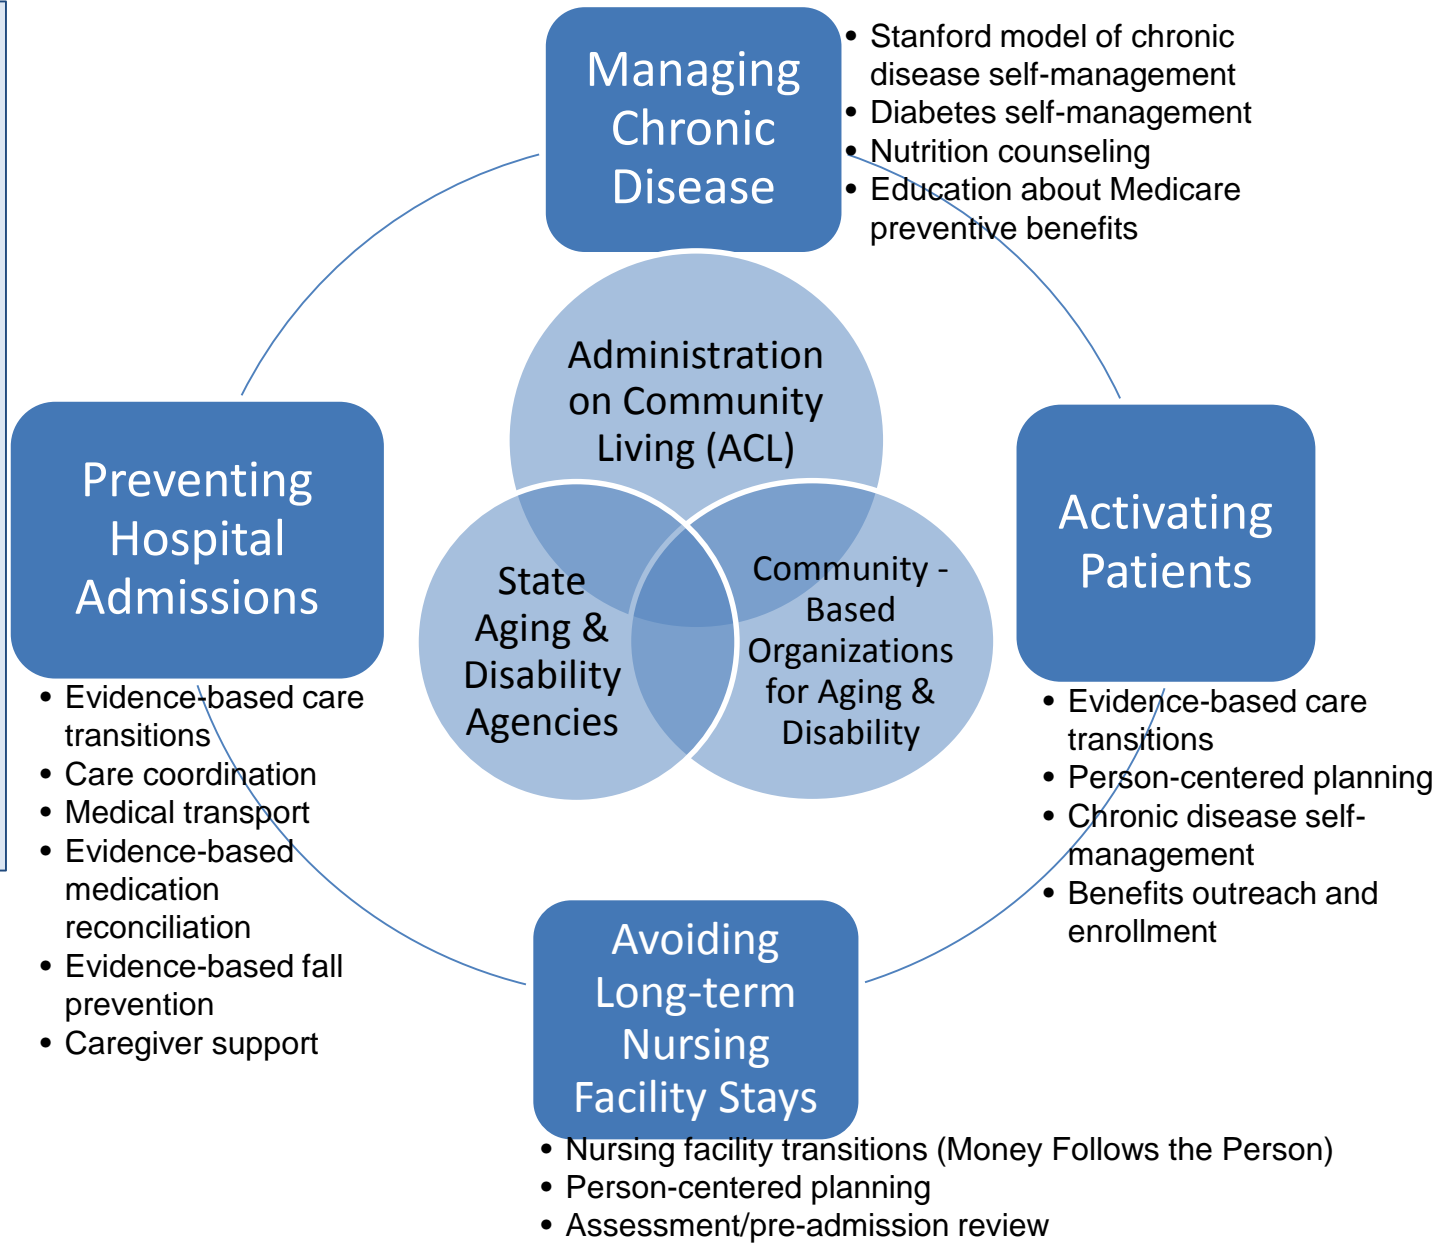 Managing
Chronic
Disease
• Stanford model of chronic
disease self-management
• Diabetes self-management
• Nutrition counseling
• Education about Medicare
preventive benefits
Administration
on Community
Living (ACL)
Preventing
Hospital
Admissions
State
Aging &
Disability
Agencies
Community -
Based
Organizations
for Aging &
Disability
Activating
Patients
• Evidence-based care
transitions
• Care coordination
• Medical transport
• Evidence-based
medication
reconciliation
• Evidence-based fall
prevention
• Caregiver support
• Evidence-based care
transitions
• Person-centered planning
• Chronic disease self-
management
• Benefits outreach and
enrollment
Avoiding
Long-term
Nursing
Facility Stays
• Nursing facility transitions (Money Follows the Person)
• Person-centered planning
• Assessment/pre-admission review